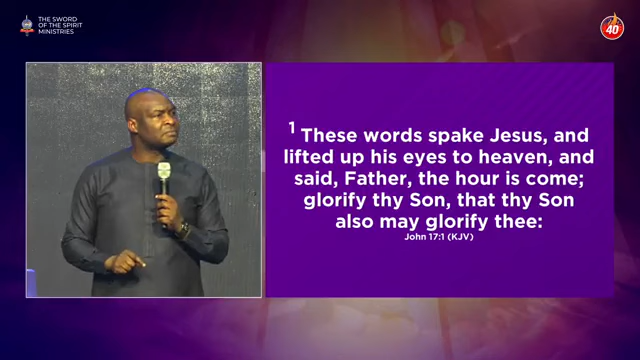 THE SWORD
OF THE SPIRIT
MINISTRIES
40
1 These words spake Jesus, and
lifted up his eyes to heaven, and
said, Father, the hour is come;
glorify thy Son, that thy Son
also may glorify thee:
John 17:1 (KJV)